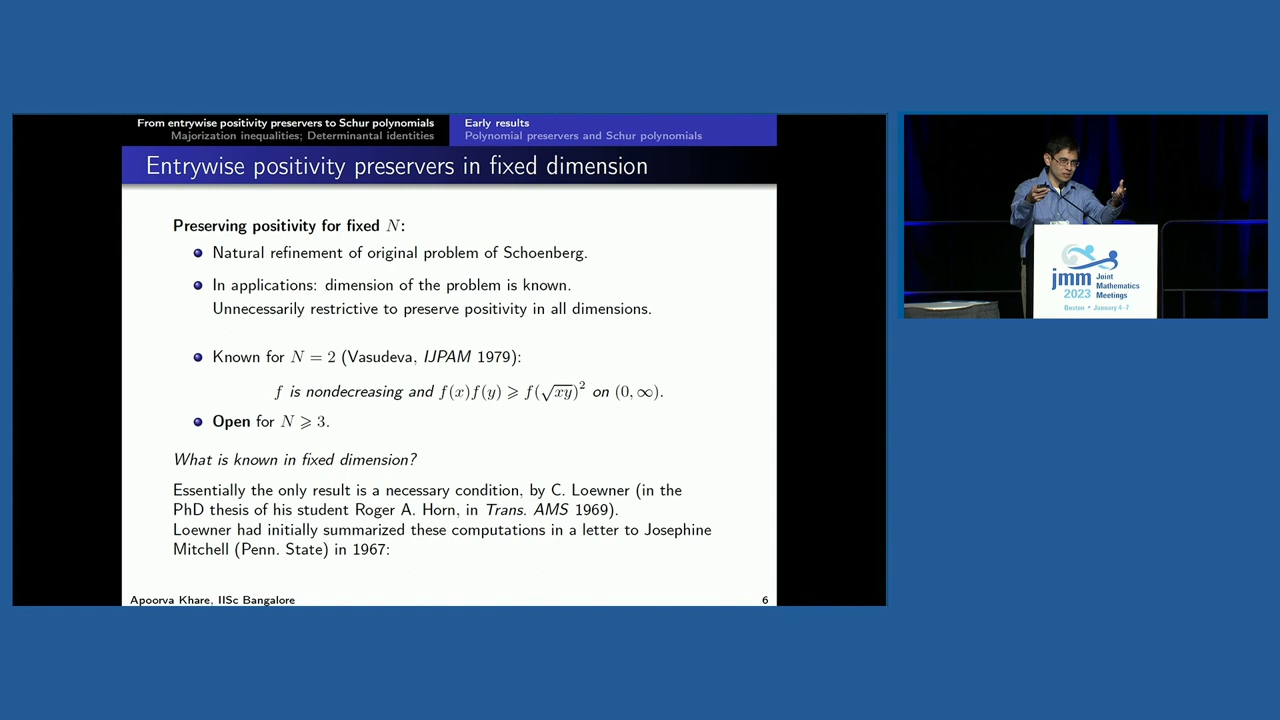 From entrywise positivity preservers to Schur polynomials
Majorization inequalities; Determinantal identities
Early results
Polynomial preservers and Schur polynomials
Entrywise positivity preservers in fixed dimension
Preserving positivity for fixed N:
Natural refinement of original problem of Schoenberg.
In applications: dimension of the problem is known.
Unnecessarily restrictive to preserve positivity in all dimensions.
Known for N = 2 (Vasudeva, IJPAM 1979):
f is nondecreasing and f(x)f(y) ⩾ f(√xy)² on (0, ∞).
Open for N ⩾ 3.
What is known in fixed dimension?
Essentially the only result is a necessary condition, by C. Loewner (in the
PhD thesis of his student Roger A. Horn, in Trans. AMS 1969).
Loewner had initially summarized these computations in a letter to Josephine
Mitchell (Penn. State) in 1967:
Apoorva Khare, IISc Bangalore
6
jmm
2023
Joint
Mathematics
Meetings
Boston • January 4-7